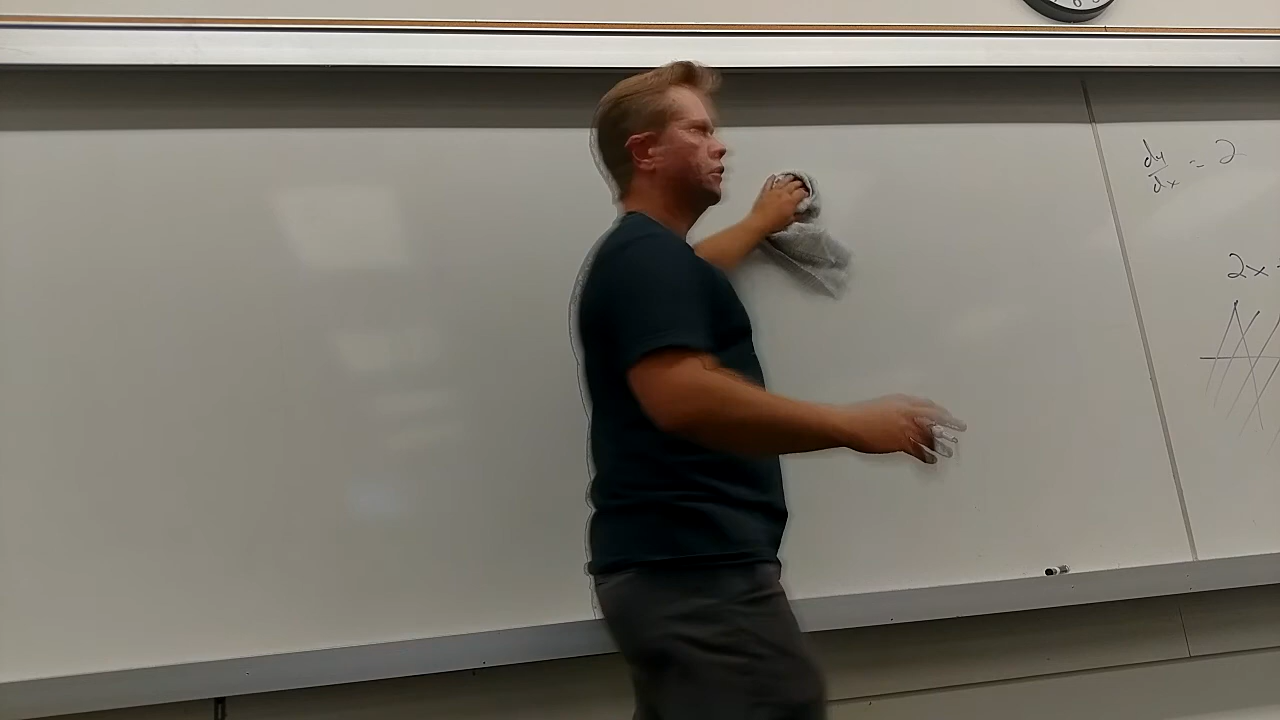 dy/dx = 2
2x